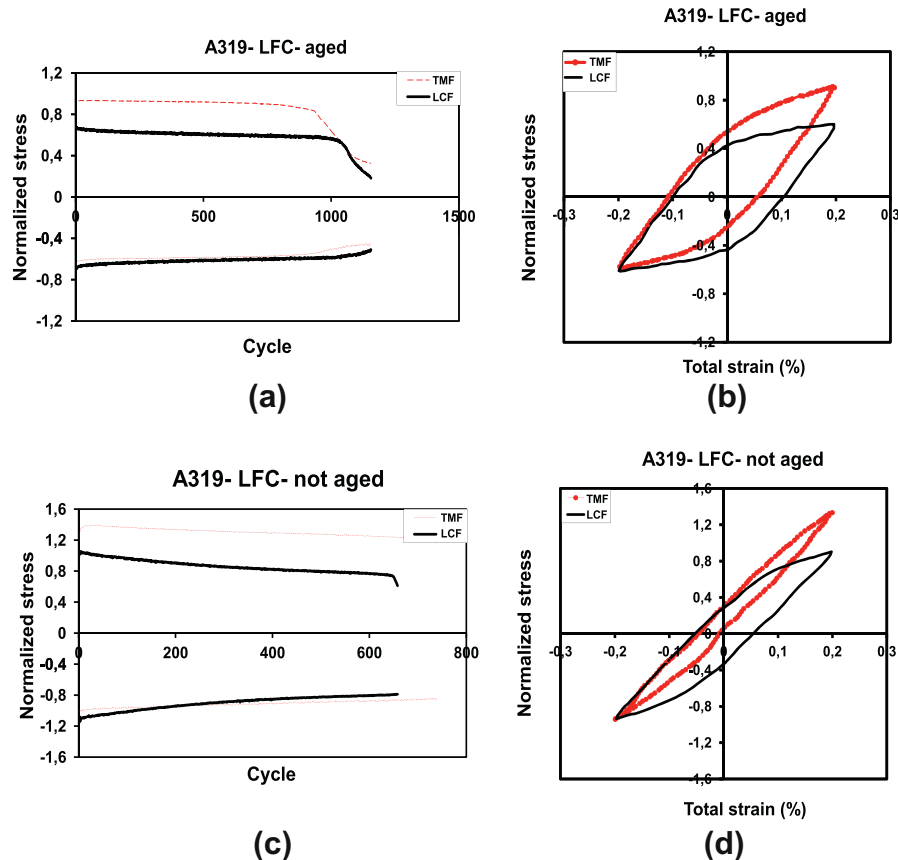 (a)
A319- LFC- aged
1,2
0,8
0,4
0
-0,4
-0,8
-1,2
0
500
1000
1500
Normalized stress
Cycle
TMF
LCF
(b)
A319- LFC- aged
1,2
0,8
0,4
0
-0,4
-0,8
-1,2
-0,3
-0,2
-0,1
0
0,1
0,2
0,3
Normalized stress
Total strain (%)
TMF
LCF
(a)
(b)
A319- LFC- not aged
1,6
1,2
0,8
0,4
0
-0,4
-0,8
-1,2
-1,6
0
200
400
600
800
Normalized stress
Cycle
TMF
LCF
(c)
A319- LFC- not aged
1,6
1,2
0,8
0,4
0
-0,4
-0,8
-1,2
-1,6
-0,3
-0,2
-0,1
0
0,1
0,2
0,3
Normalized stress
Total strain (%)
TMF
LCF
(d)